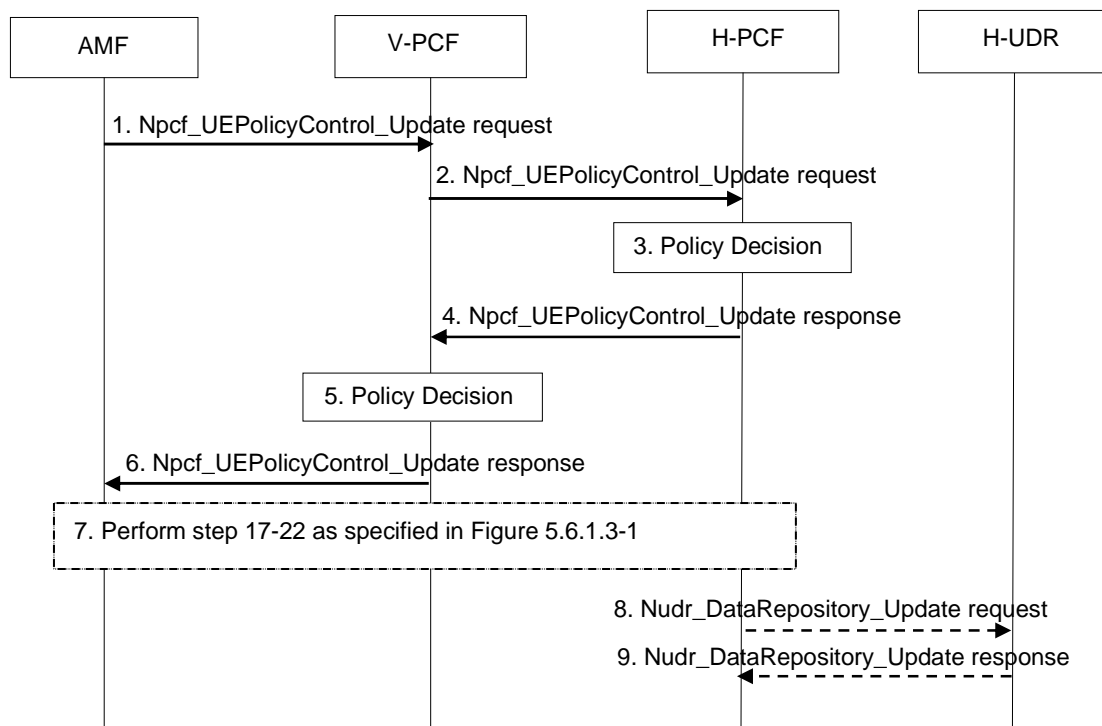 AMF
V-PCF
H-PCF
H-UDR
1. Npcf_UEPolicyControl_Update request
2. Npcf_UEPolicyControl_Update request
3. Policy Decision
4. Npcf_UEPolicyControl_Update response
5. Policy Decision
6. Npcf_UEPolicyControl_Update response
7. Perform step 17-22 as specified in Figure 5.6.1.3-1
8. Nudr_DataRepository_Update request
9. Nudr_DataRepository_Update response